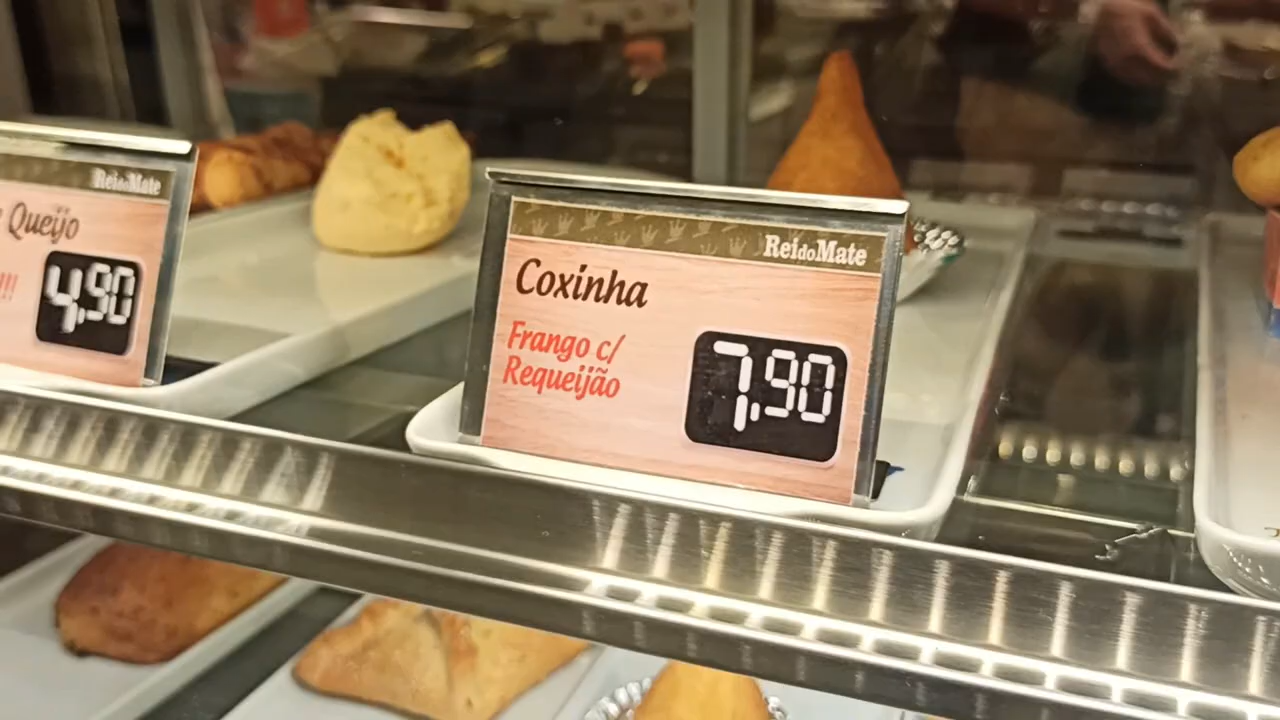 ReidoMate
Queijo
4,90
ReidoMate
Coxinha
Frango c/
Requeijão
7,90